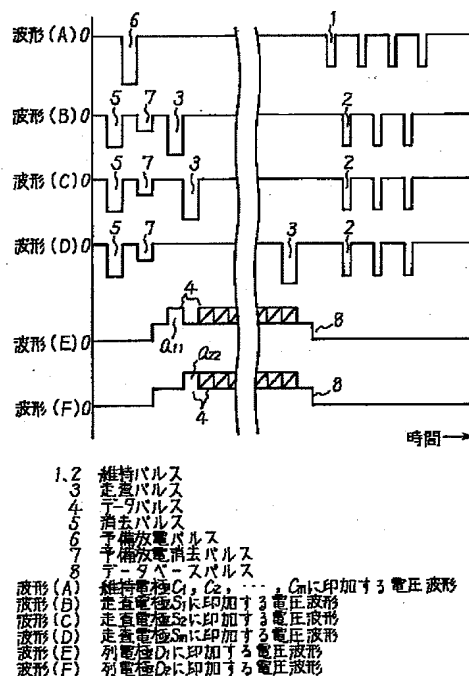 6
1
波形(A)0
5
7
3
2
波形(B)0
5
7
3
2
波形(C)0
5
7
3
2
波形(D)0
4
8
波形(E)0
a11
a22
8
波形(F)0
4
時間→
1,2 維持パルス
3 走査パルス
4 データパルス
5 消去パルス
6 予備放電パルス
7 予備放電消去パルス
8 データベースパルス
波形(A) 維持電極C1, C2, ----, Cmに印加する電圧波形
波形(B) 走査電極S1に印加する電圧波形
波形(C) 走査電極S2に印加する電圧波形
波形(D) 走査電極Smに印加する電圧波形
波形(E) 列電極D1に印加する電圧波形
波形(F) 列電極D2に印加する電圧波形